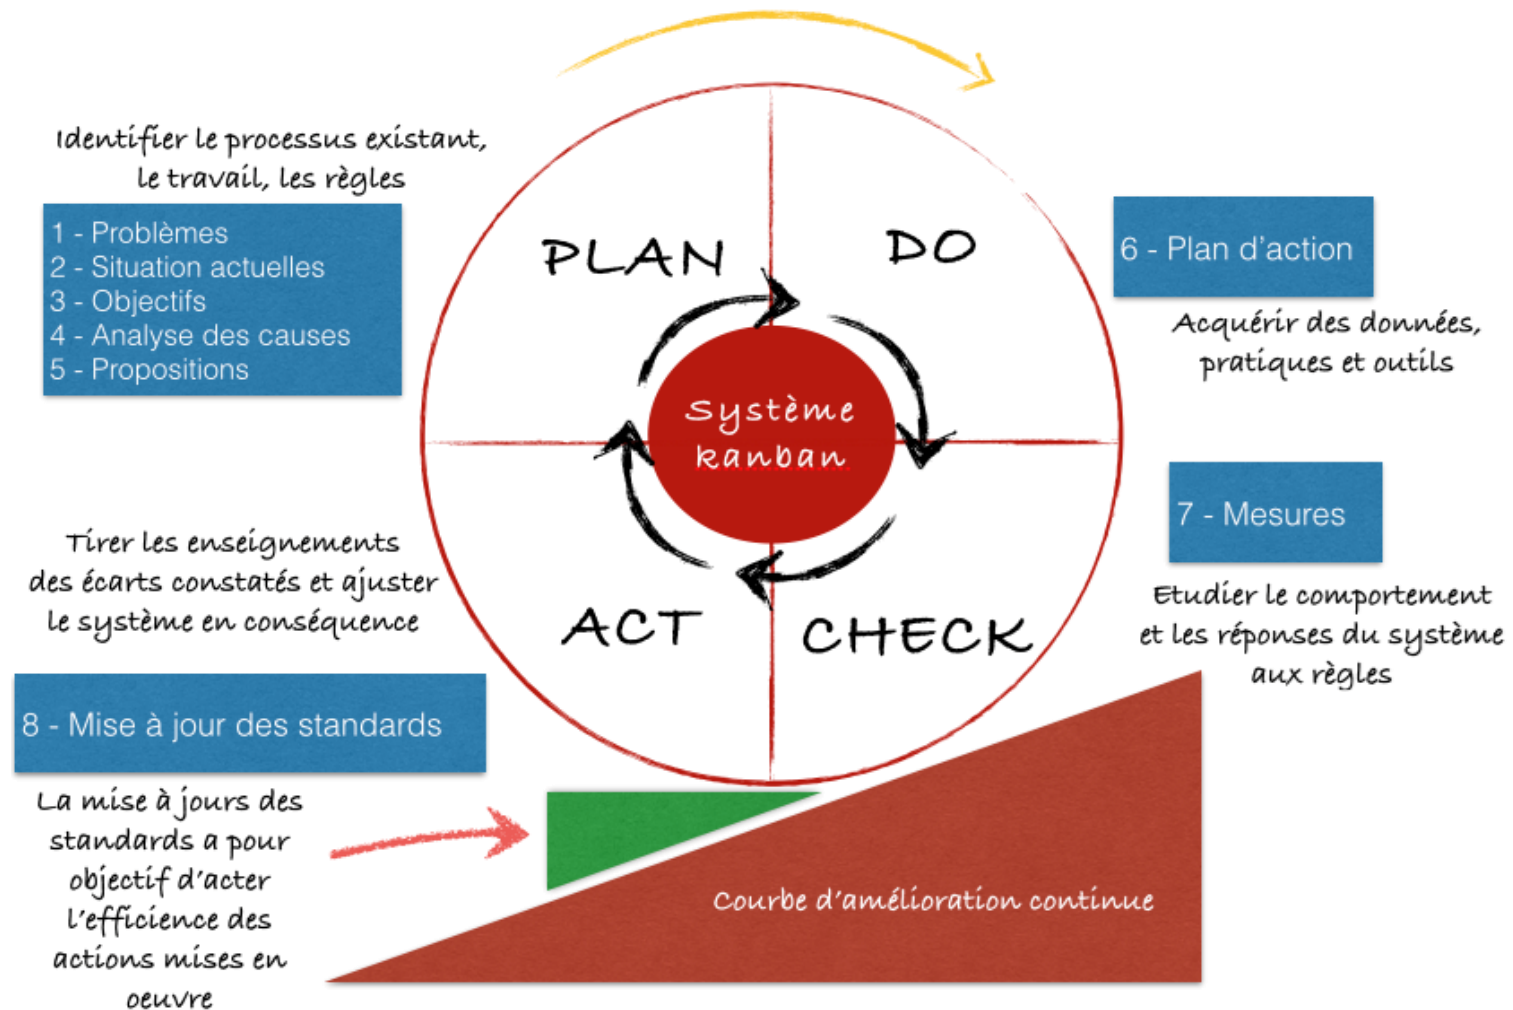 Identifier le processus existant,
le travail, les règles
1 - Problèmes
2 - Situation actuelles
3 - Objectifs
4 - Analyse des causes
5 - Propositions
PLAN
DO
6 - Plan d'action
Acquérir des données,
pratiques et outils
Système
kanban
7 - Mesures
Etudier le comportement
et les réponses du système
aux règles
CHECK
ACT
Tirer les enseignements
des écarts constatés et ajuster
le système en conséquence
8 - Mise à jour des standards
La mise à jours des
standards a pour
objectif d'acter
l'efficience des
actions mises en
oeuvre
Courbe d'amélioration continue